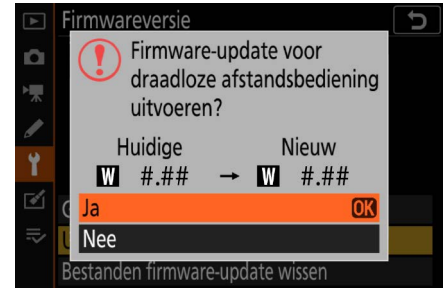 Firmwareversie
Firmware-update voor
draadloze afstandsbediening
uitvoeren?
Huidige Nieuw
W #.## → W #.##
Ja OK
Nee
Bestanden firmware-update wissen